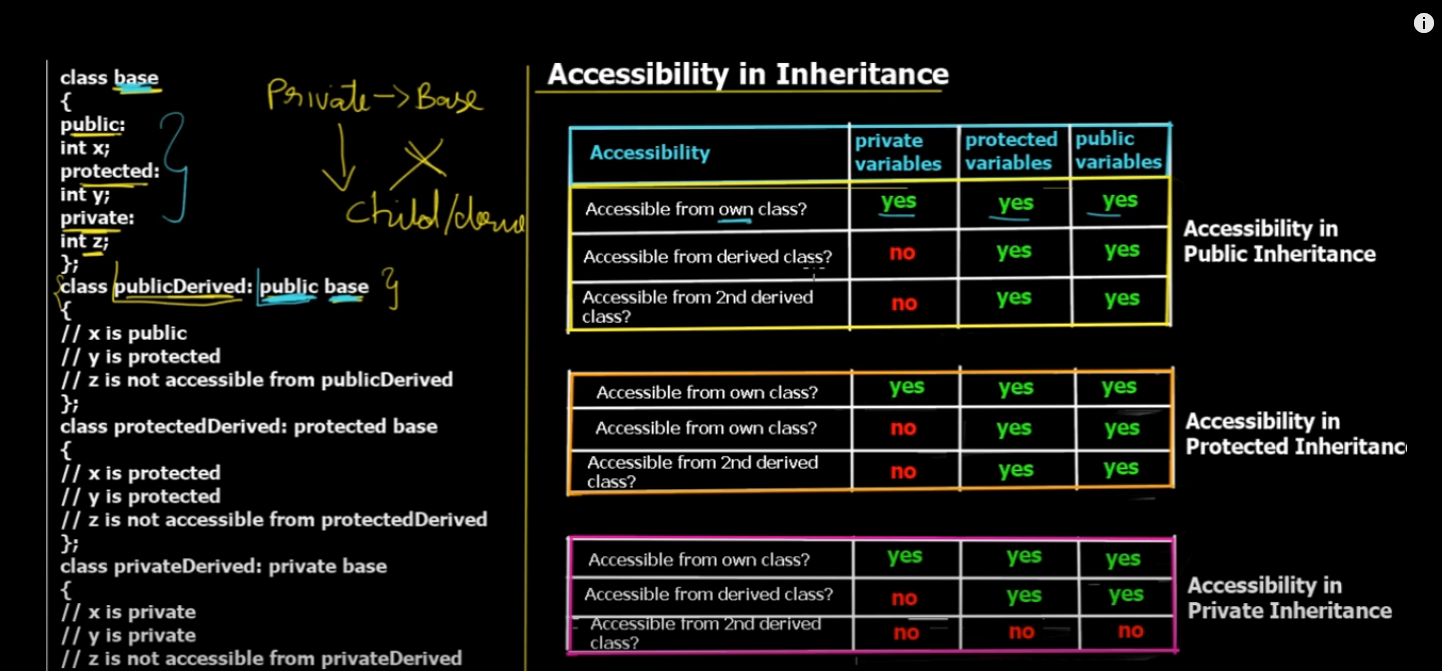 class base
{
public:
int x;
protected:
int y;
private:
int z;
};
class publicDerived: public base
{
// x is public
// y is protected
// z is not accessible from publicDerived
};
class protectedDerived: protected base
{
// x is protected
// y is protected
// z is not accessible from protectedDerived
};
class privateDerived: private base
{
// x is private
// y is private
// z is not accessible from privateDerived
Private -> Base
Child/
Accessibility in Inheritance
Accessibility
private
variables
protected
variables
public
variables
Accessible from own class?
yes
yes
yes
Accessible from derived class?
no
yes
yes
Accessible from 2nd derived
class?
no
yes
yes
Accessibility in
Public Inheritance
Accessible from own class?
yes
yes
yes
Accessible from own class?
no
yes
yes
Accessible from 2nd derived
class?
no
yes
yes
Accessibility in
Protected Inheritanc
Accessible from own class?
yes
yes
yes
Accessible from derived class?
no
yes
yes
Accessible from 2nd derived
class?
no
no
no
Accessibility in
Private Inheritance